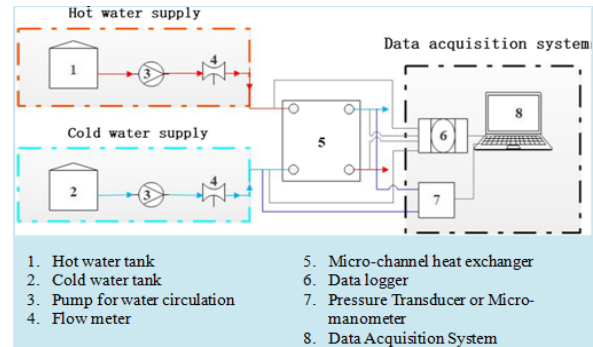 Hot water supply
Data acquisition system
1
3
4
Cold water supply
5
6
8
2
3
4
7
1. Hot water tank
2. Cold water tank
3. Pump for water circulation
4. Flow meter
5. Micro-channel heat exchanger
6. Data logger
7. Pressure Transducer or Micro-
manometer
8. Data Acquisition System